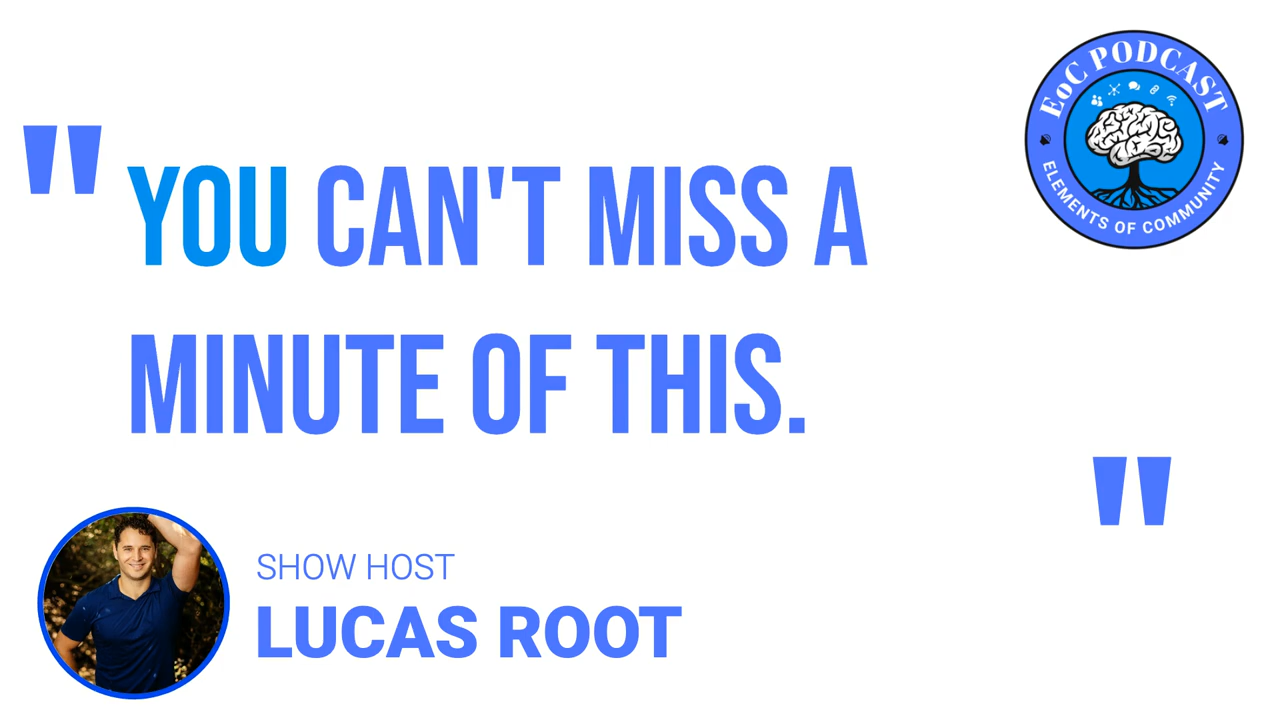 EoC PODCAST
ELEMENTS OF COMMUNITY
"YOU CAN'T MISS A
MINUTE OF THIS."
SHOW HOST
LUCAS ROOT